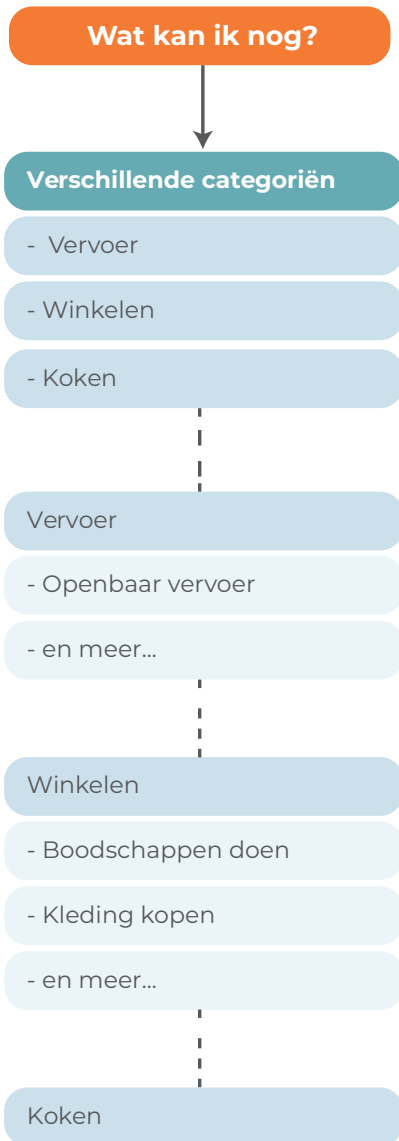 Wat kan ik nog?
Verschillende categoriën
- Vervoer
- Winkelen
- Koken
Vervoer
- Openbaar vervoer
- en meer...
Winkelen
- Boodschappen doen
- Kleding kopen
- en meer...
Koken